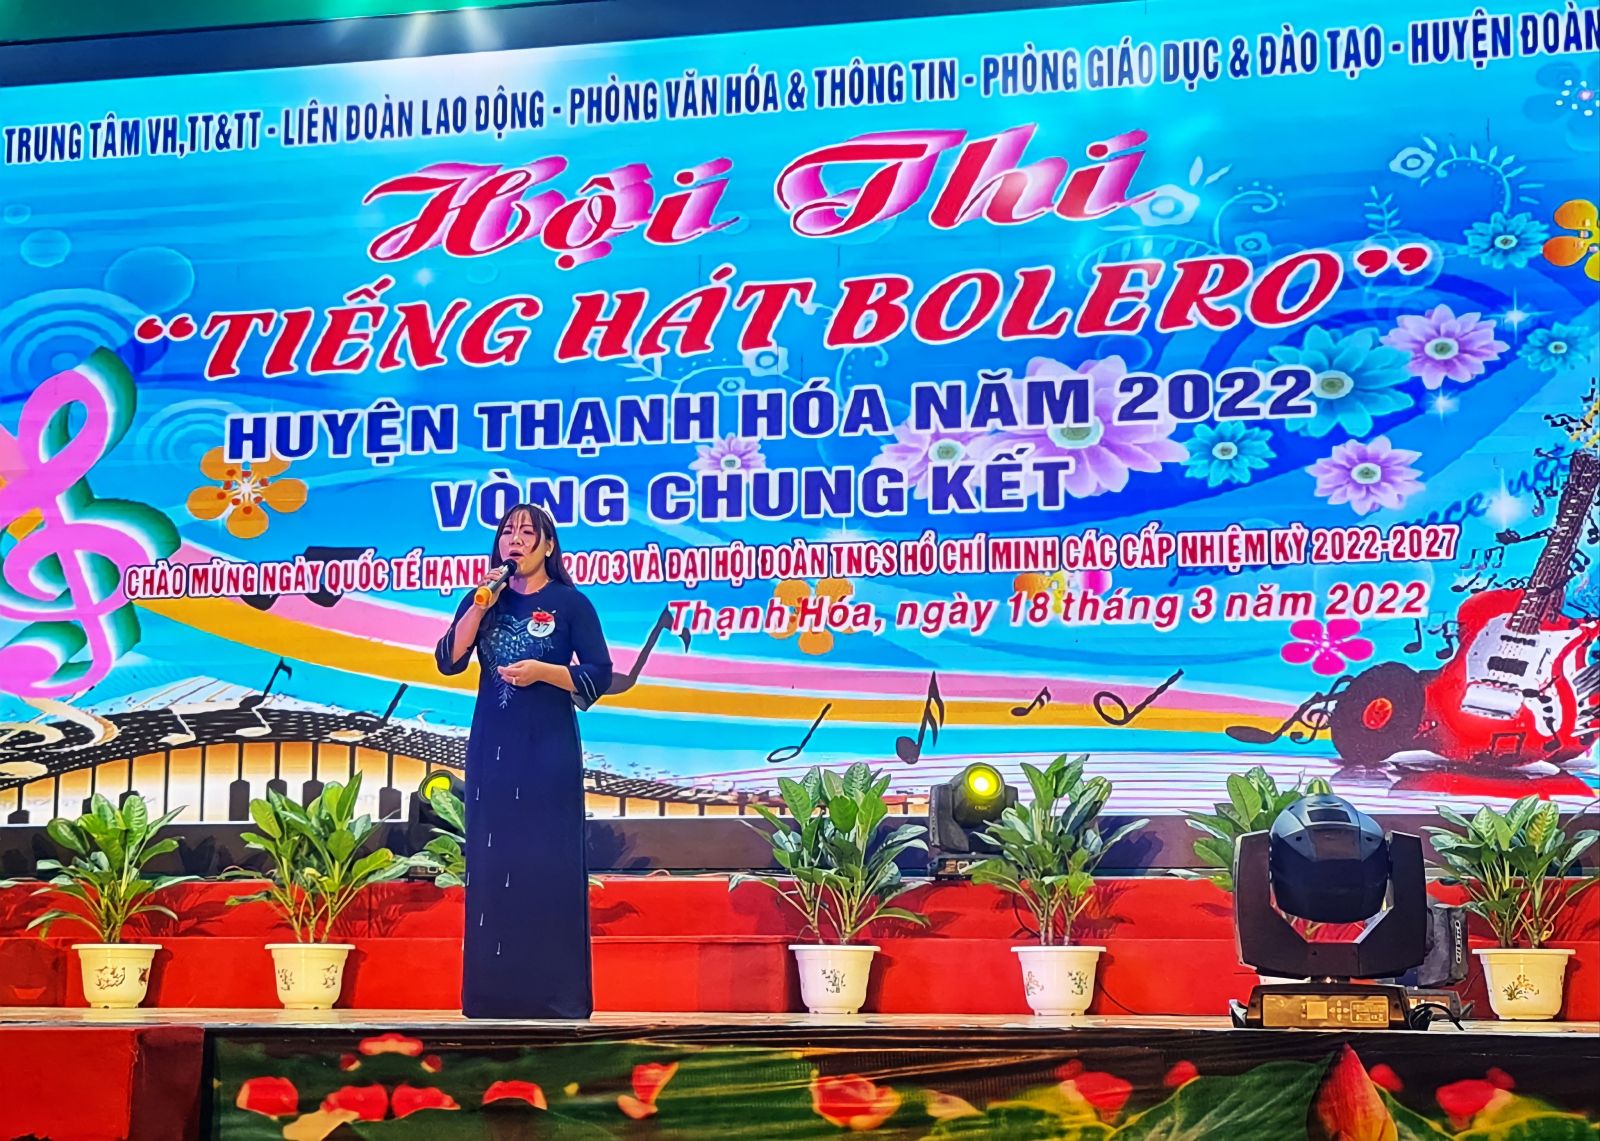 TRUNG TÂM VH,TT&TT - LIÊN ĐOÀN LAO ĐỘNG - PHÒNG VĂN HÓA & THÔNG TIN - PHÒNG GIÁO DỤC & ĐÀO TẠO - HUYỆN ĐOÀN
Hội Thi
"TIẾNG HÁT BOLERO"
HUYỆN THẠNH HÓA NĂM 2022
VÒNG CHUNG KẾT
CHÀO MỪNG NGÀY QUỐC TẾ HẠNH 20/03 VÀ ĐẠI HỘI ĐOÀN TNCS HỒ CHÍ MINH CÁC CẤP NHIỆM KỲ 2022-2027
Thạnh Hóa, ngày 18 tháng 3 năm 2022
27